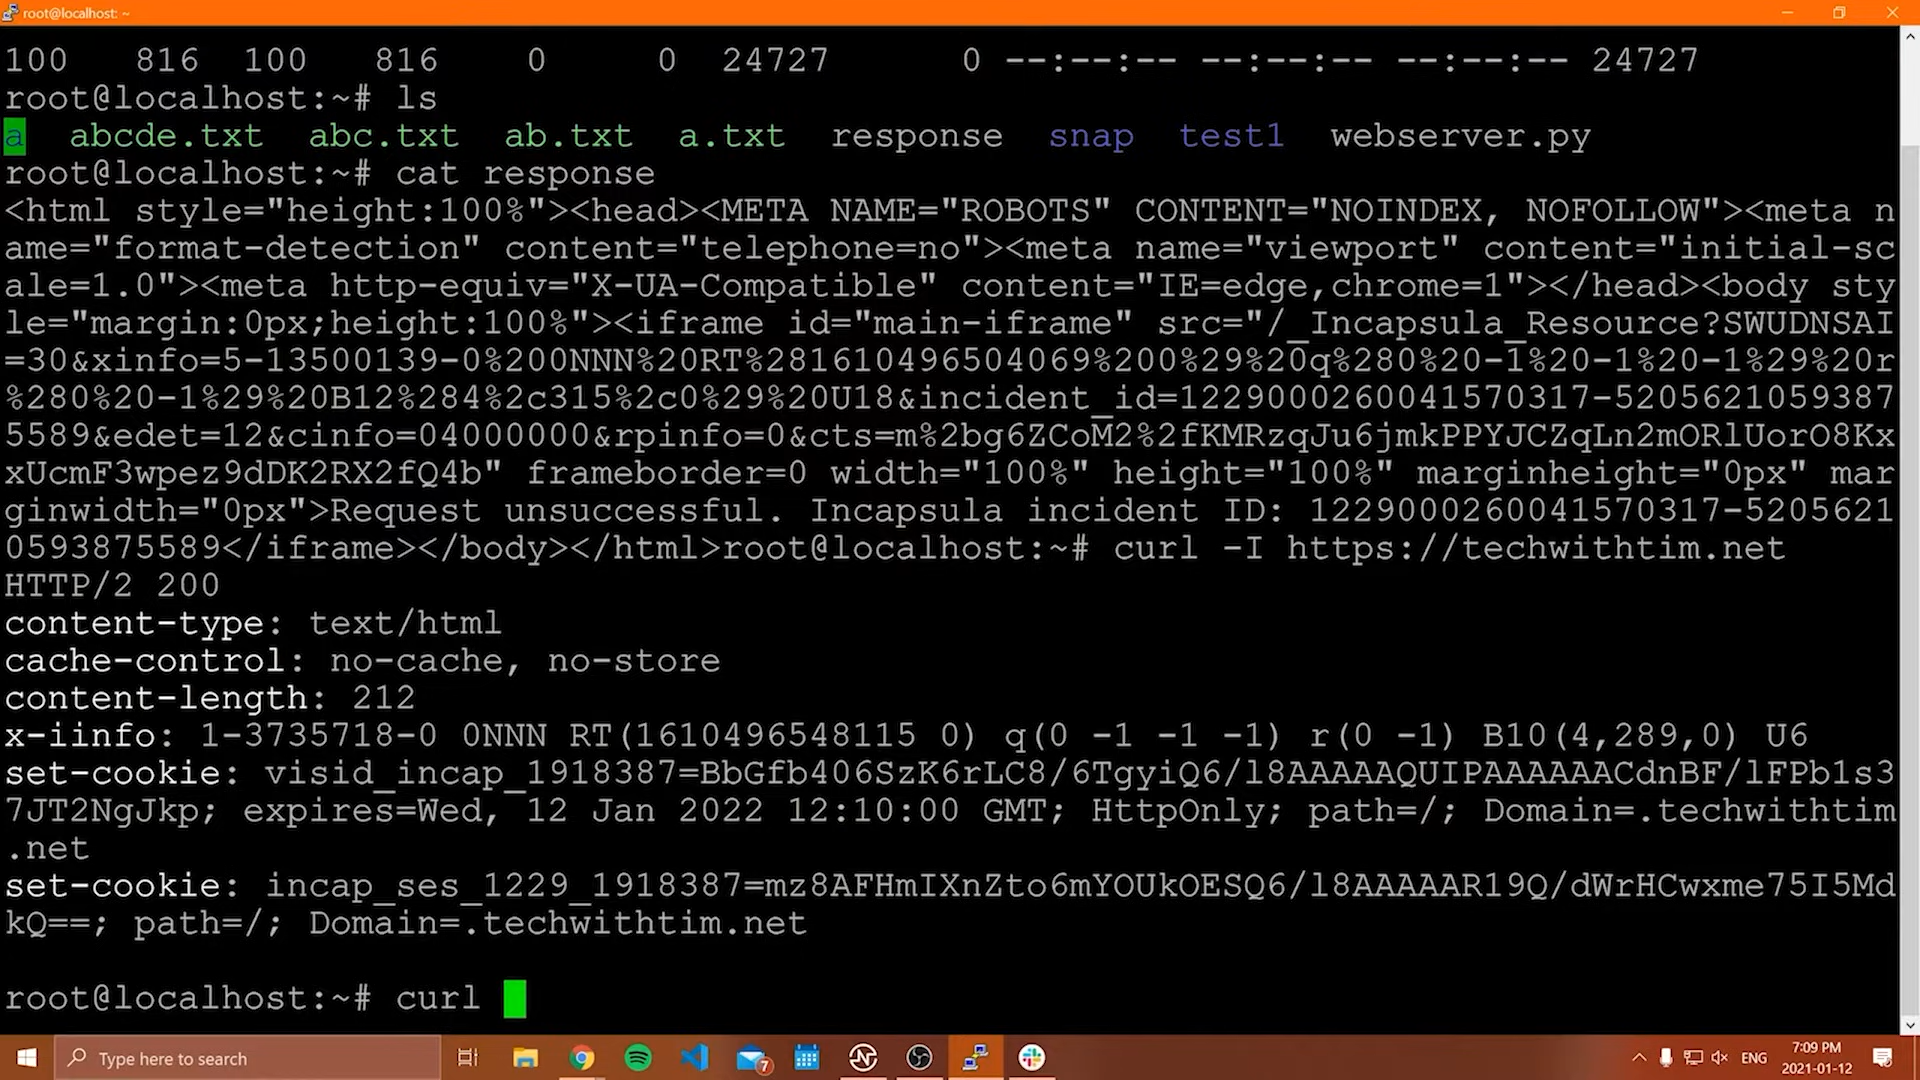 root@localhost: ~
100 816 100 816 0 0 24727 0 --:--:-- --:--:-- --:--:-- 24727
root@localhost:~# ls
a abcde.txt abc.txt ab.txt a.txt response snap test1 webserver.py
root@localhost:~# cat response
<html style="height:100%"><head><META NAME="ROBOTS" CONTENT="NOINDEX, NOFOLLOW"><meta n
ame="format-detection" content="telephone=no"><meta name="viewport" content="initial-sc
ale=1.0"><meta http-equiv="X-UA-Compatible" content="IE=edge,chrome=1"></head><body sty
le="margin:0px;height:100%"><iframe id="main-iframe" src="/_Incapsula_Resource?SWUDNSAI
=30&xinfo=5-13500139-0%200NNN%20RT%281610496504069%200%29%20q%280%20-1%20-1%20-1%29%20r
%280%20-1%29%20B12%284%2c315%2c0%29%20U18&incident_id=1229000260041570317-5205621059387
5589&edet=12&cinfo=04000000&rpinfo=0&cts=m%2bg6ZCoM2%2fKMRzqJu6jmkPPYJCZqLn2mORlUorO8Kx
xUcmF3wpez9dDK2RX2fQ4b" frameborder=0 width="100%" height="100%" marginheight="0px" mar
ginwidth="0px">Request unsuccessful. Incapsula incident ID: 1229000260041570317-5205621
0593875589</iframe></body></html>root@localhost:~# curl -I https://techwithtim.net
HTTP/2 200
content-type: text/html
cache-control: no-cache, no-store
content-length: 212
x-iinfo: 1-3735718-0 0NNN RT(1610496548115 0) q(0 -1 -1 -1) r(0 -1) B10(4,289,0) U6
set-cookie: visid_incap_1918387=BbGfb406SzK6rLC8/6TgyiQ6/l8AAAAAQUIPAAAAAACdnBF/lFPb1s3
7JT2NgJkp; expires=Wed, 12 Jan 2022 12:10:00 GMT; HttpOnly; path=/; Domain=.techwithtim
.net
set-cookie: incap_ses_1229_1918387=mz8AFHmIXnZto6mYOUkOESQ6/l8AAAAAR19Q/dWrHCwxme75I5Md
kQ==; path=/; Domain=.techwithtim.net
root@localhost:~# curl
Type here to search
7
ENG
7:09 PM
2021-01-12